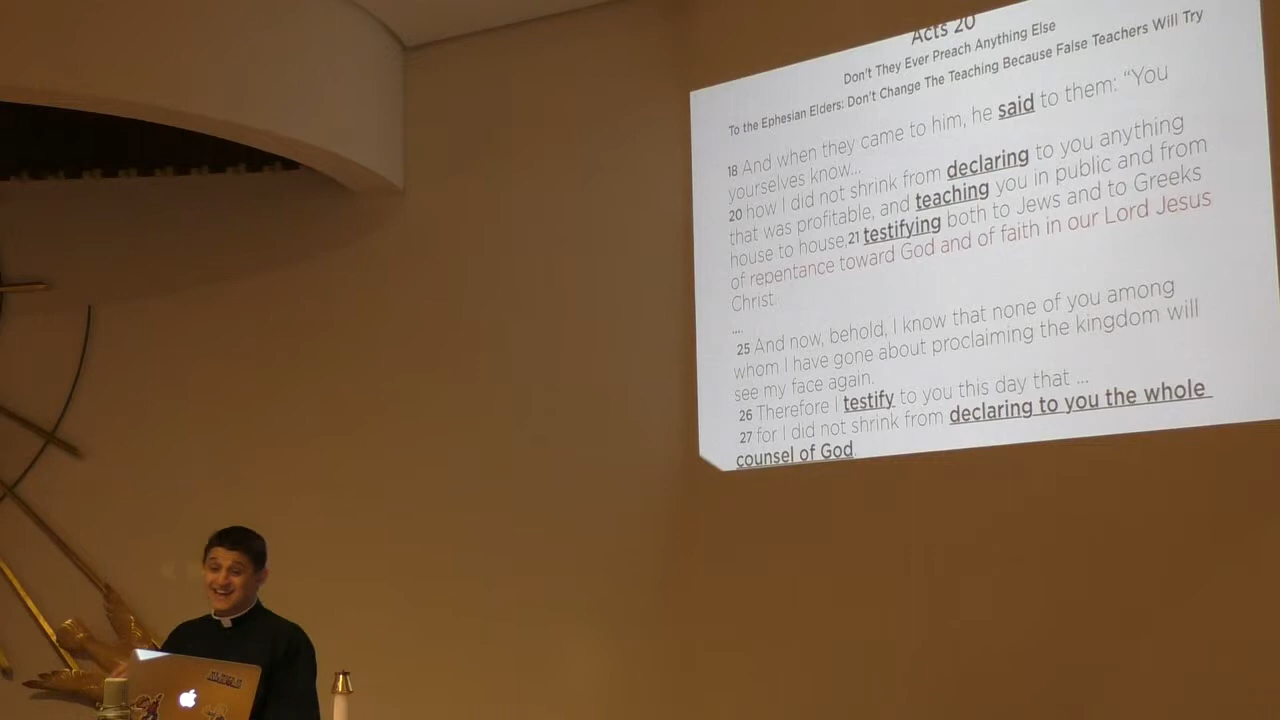 Acts 20
Don't They Ever Preach Anything Else
To the Ephesian Elders: Don't Change The Teaching Because False Teachers Will Try
18 And when they came to him, he said to them: “You
yourselves know...
20 how I did not shrink from declaring to you anything
that was profitable, and teaching you in public and from
house to house,21 testifying both to Jews and to Greeks
of repentance toward God and of faith in our Lord Jesus
Christ.
....
25 And now, behold, I know that none of you among
whom I have gone about proclaiming the kingdom will
see my face again.
26 Therefore I testify to you this day that ...
27 for I did not shrink from declaring to you the whole
counsel of God.